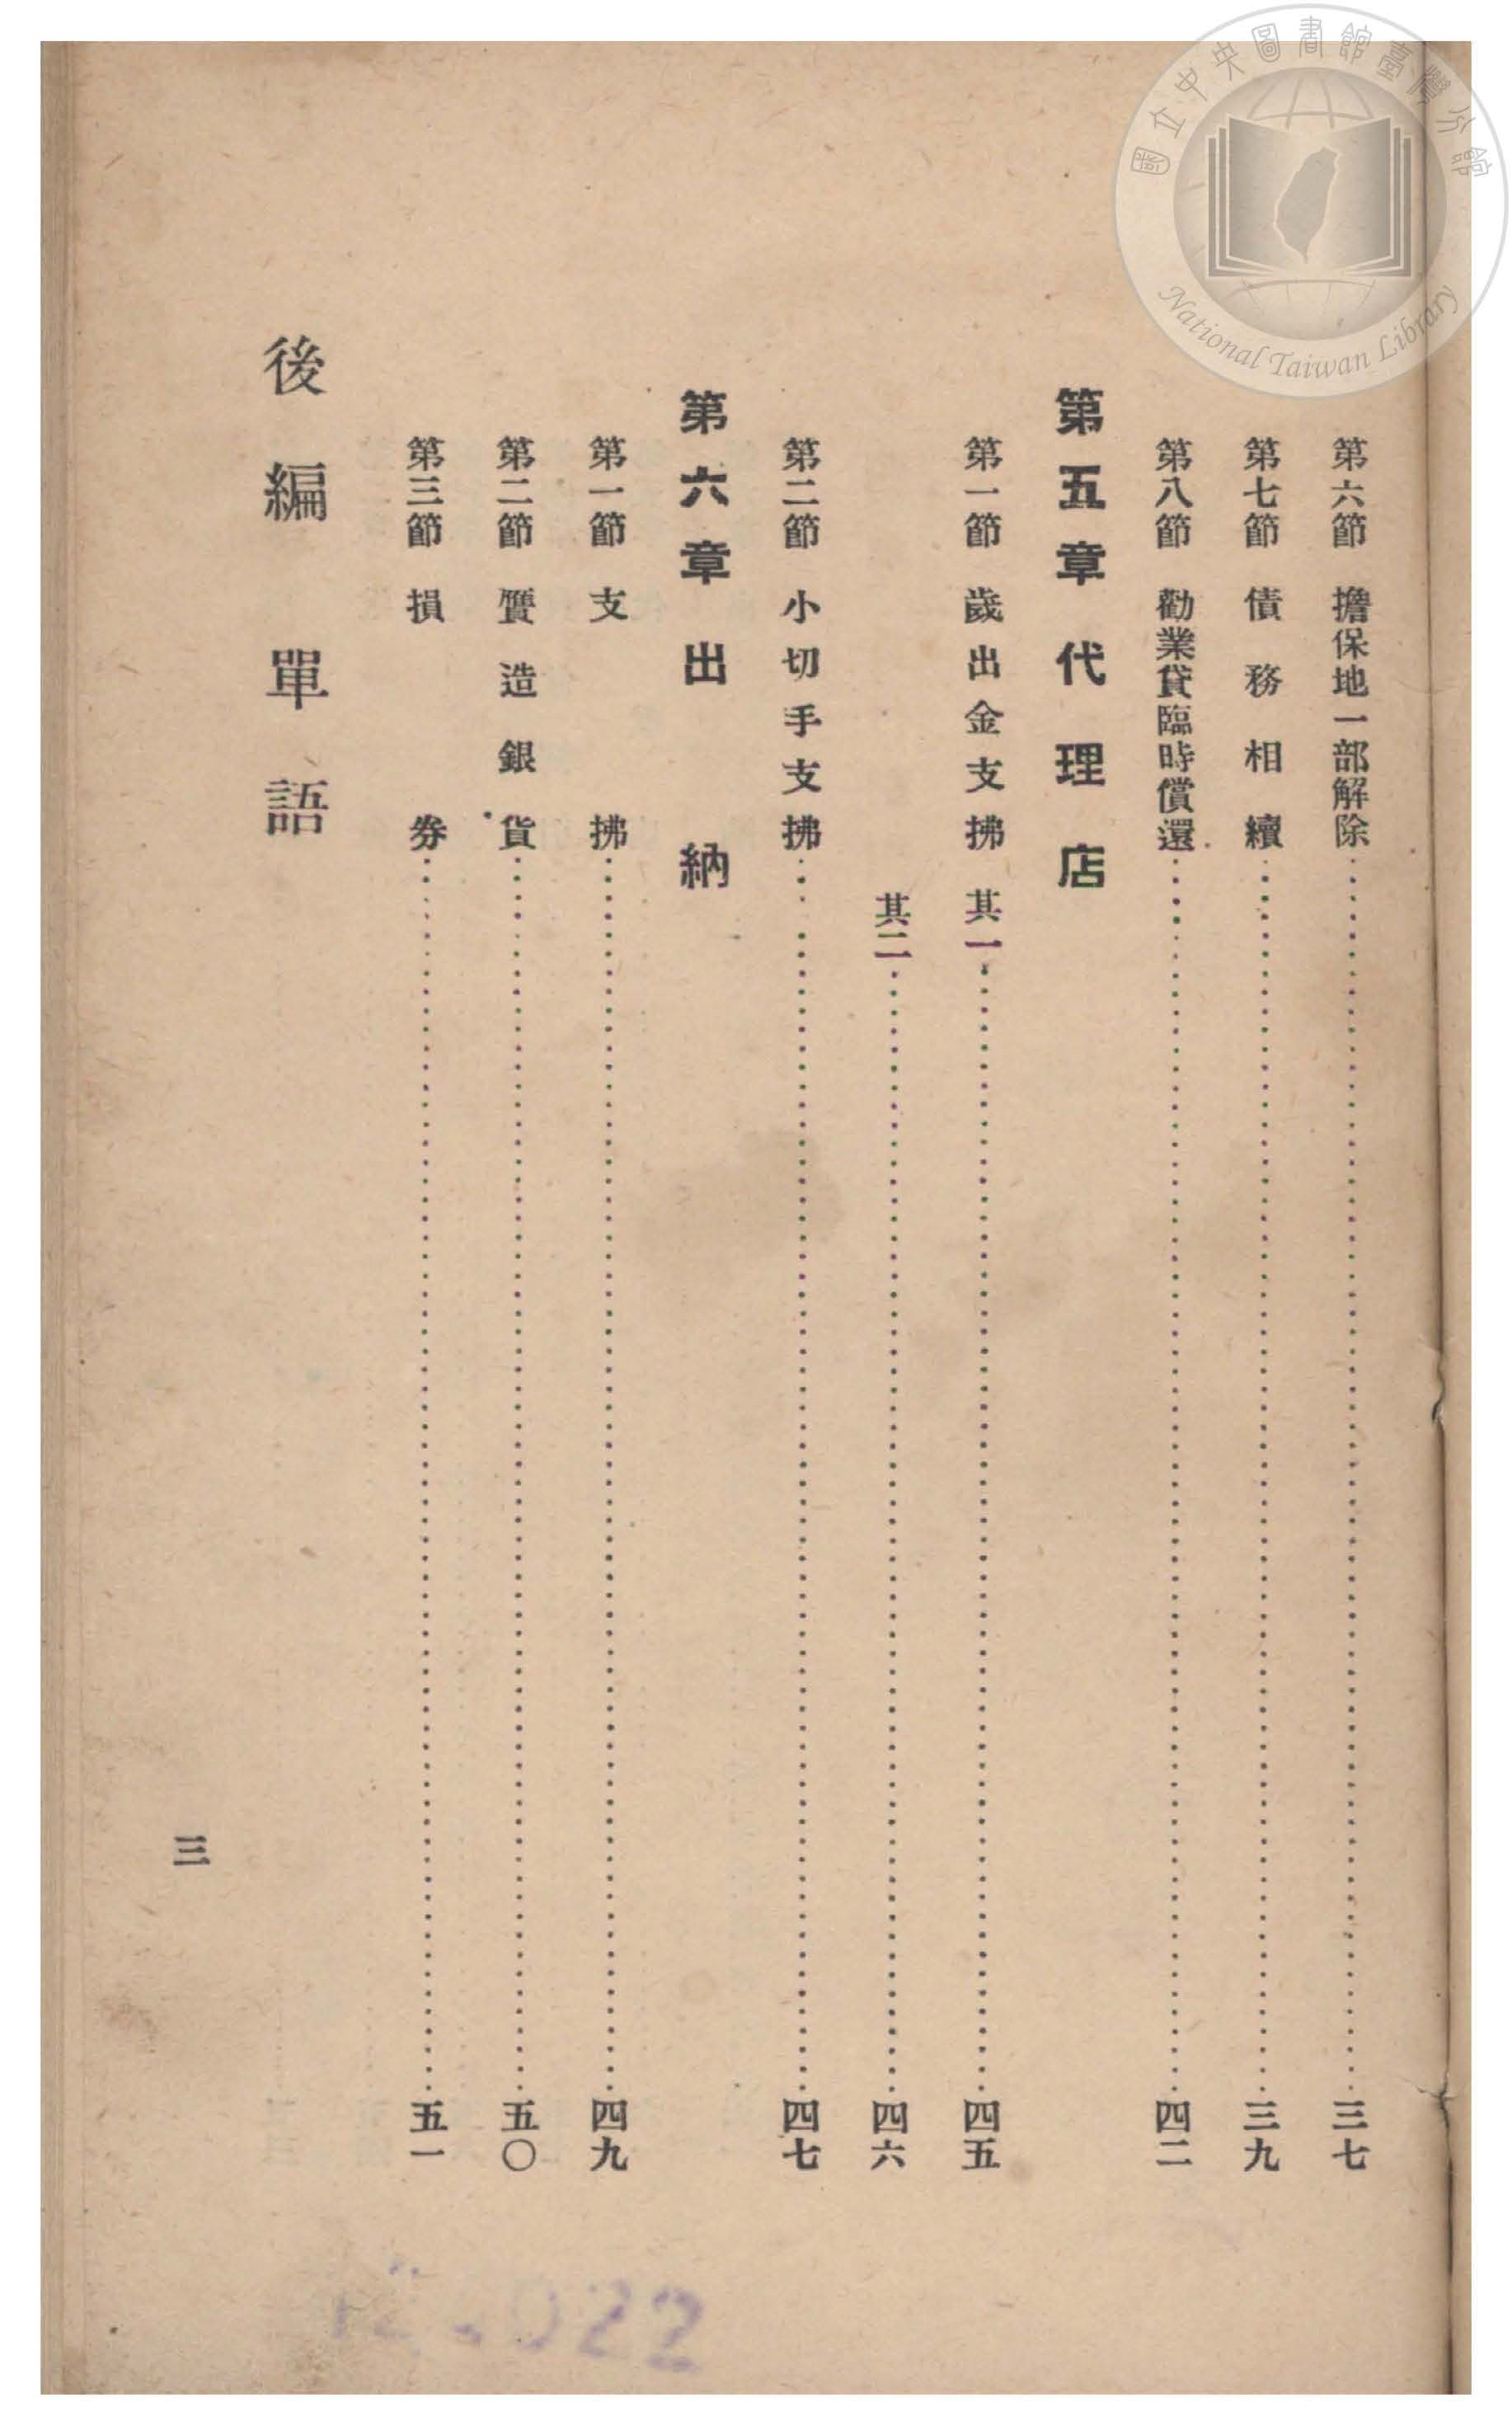 國立中央圖書館臺灣分館
National Taiwan Library
第六節 擔保地一部解除 三七
第七節 債務相續 三九
第八節 勸業貸臨時償還 四二
第五章 代理店
第一節 歲出金支拂 其一 四五
其二 四六
第二節 小切手支拂 四七
第六章 出納
第一節 支拂 四九
第二節 贋造銀貨 五〇
第三節 損券 五一
後編 單語
三